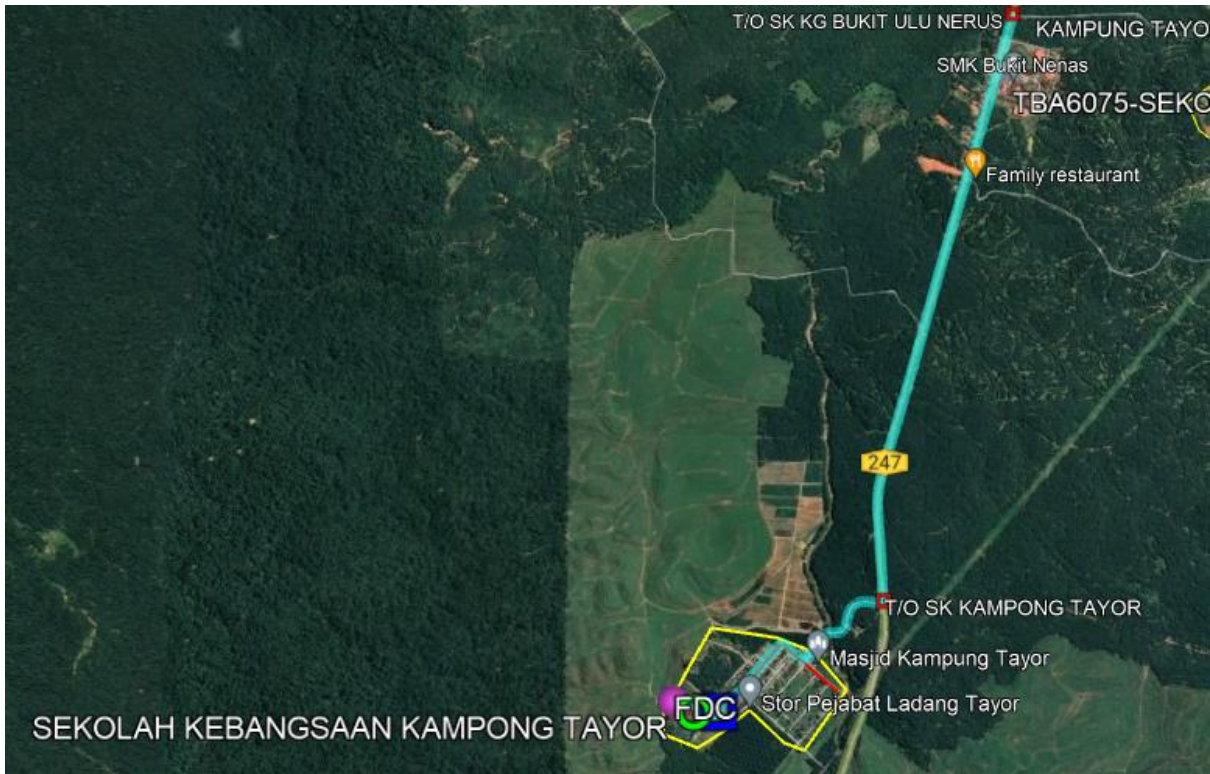 T/O SK KG BUKIT ULU NERUS
KAMPUNG TAYO
SMK Bukit Nenas
TBA6075-SEKO
Family restaurant
247
T/O SK KAMPONG TAYOR
Masjid Kampung Tayor
Stor Pejabat Ladang Tayor
FDC
SEKOLAH KEBANGSAAN KAMPONG TAYOR